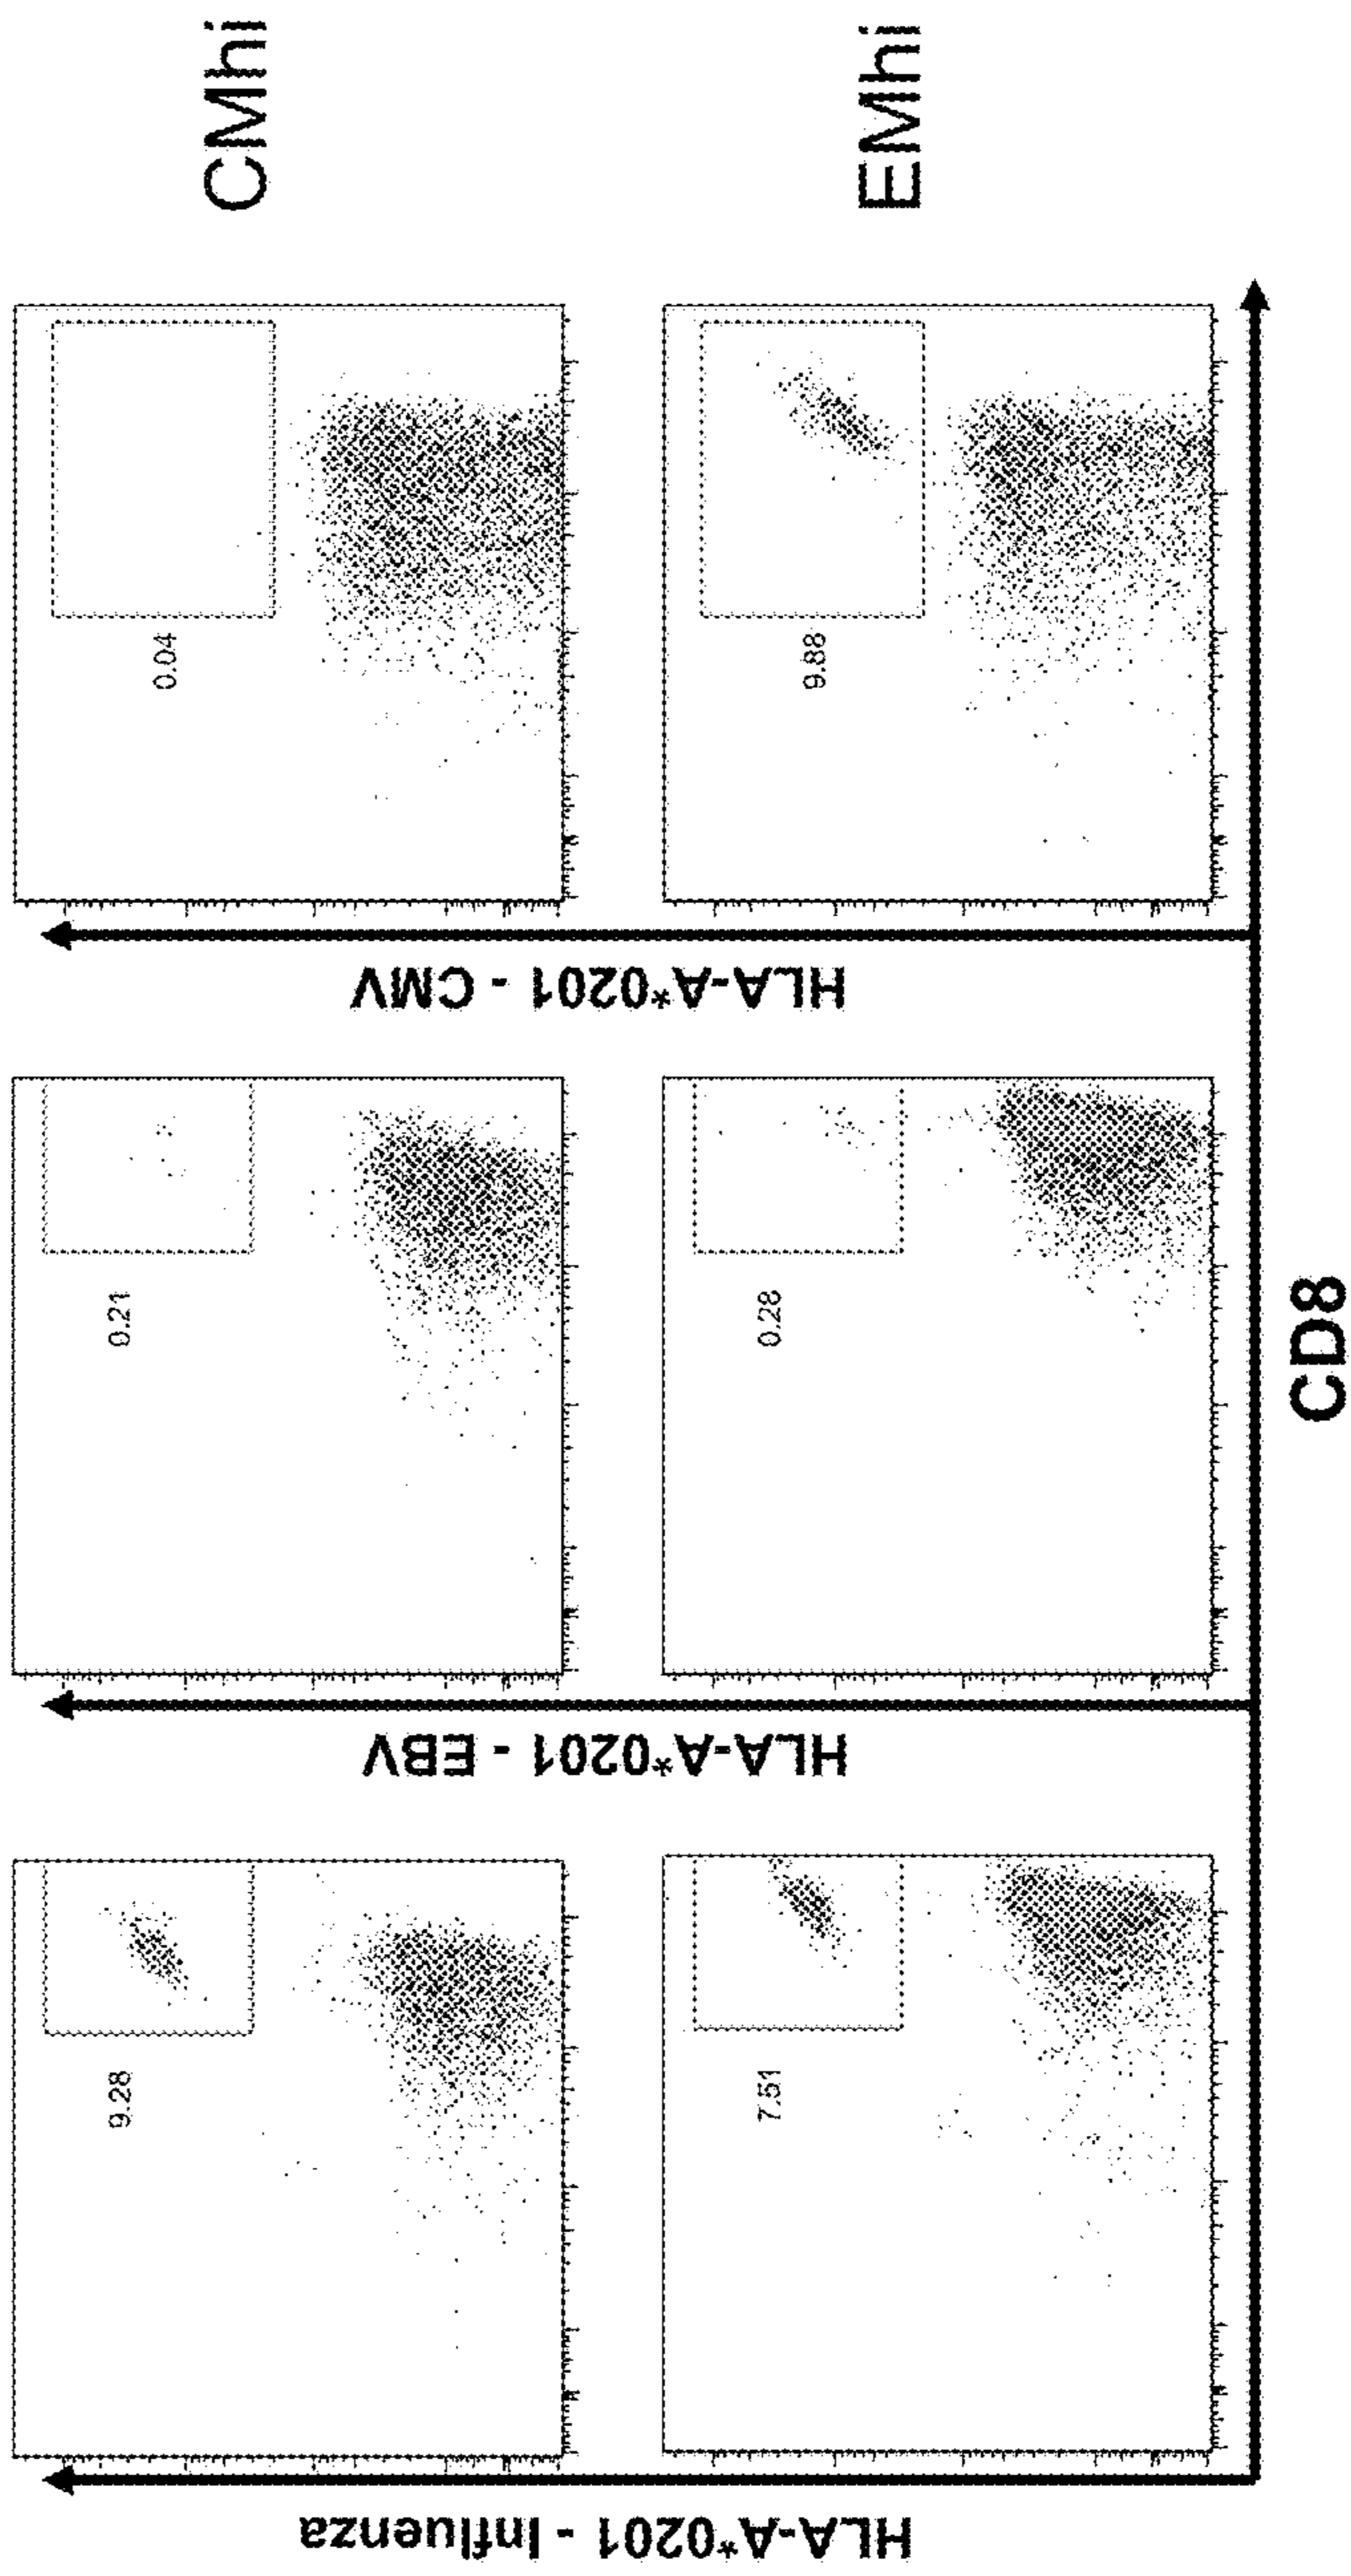 HLA-A*0201 - Influenza
9.28
7.51
HLA-A*0201 - EBV
0.21
0.28
HLA-A*0201 - CMV
0.04
9.88
CMhi
EMhi
CD8